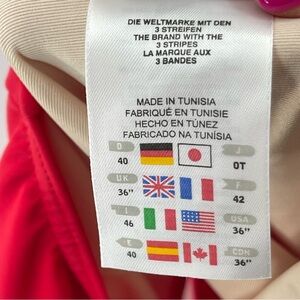 DIE WELTMARKE MIT DEN
3 STREIFEN
THE BRAND WITH THE
3 STRIPES
LA MARQUE AUX
3 BANDES
MADE IN TUNISIA
FABRIQUÉ EN TUNISIE
HECHO EN TÚNEZ
FABRICADO NA TUNÍSIA
D J
40 OT
UK F
36" 42
I USA
46 36"
E CDN
40 36"